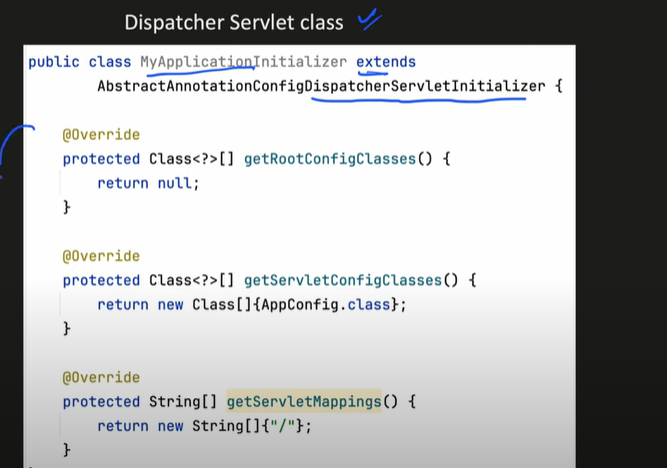 Dispatcher Servlet class
public class MyApplicationInitializer extends
AbstractAnnotationConfigDispatcherServletInitializer {
@Override
protected Class<?>[] getRootConfigClasses() {
return null;
}
@Override
protected Class<?>[] getServletConfigClasses() {
return new Class[]{AppConfig.class};
}
@Override
protected String[] getServletMappings() {
return new String[]{"/"};
}